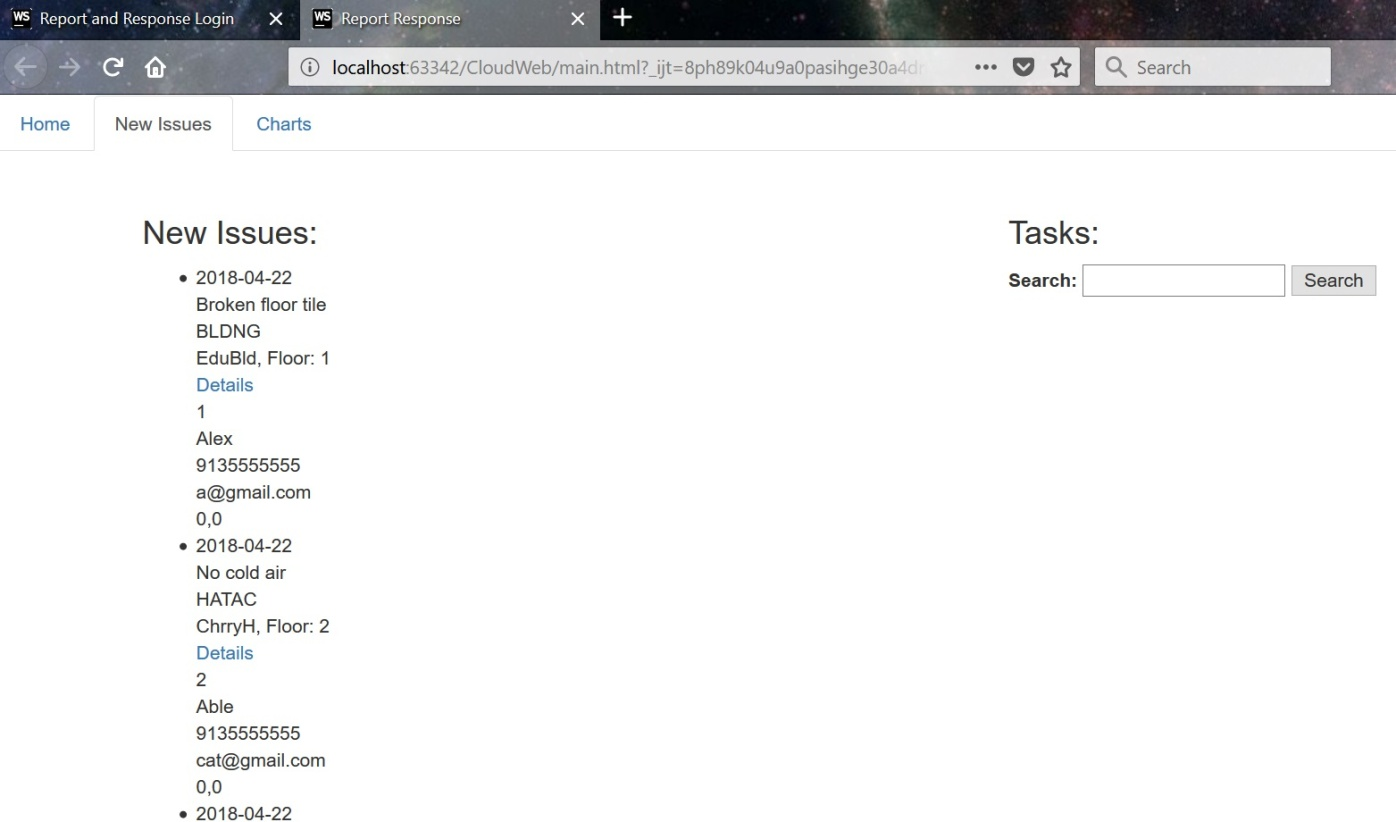 WS Report and Response Login
WS Report Response
localhost:63342/CloudWeb/main.html?_ijt=8ph89k04u9a0pasihge30a4dr
Search
Home
New Issues
Charts
New Issues:
2018-04-22
Broken floor tile
BLDNG
EduBld, Floor: 1
Details
1
Alex
9135555555
a@gmail.com
0,0
2018-04-22
No cold air
HATAC
ChrryH, Floor: 2
Details
2
Able
9135555555
cat@gmail.com
0,0
2018-04-22
Tasks:
Search: Search